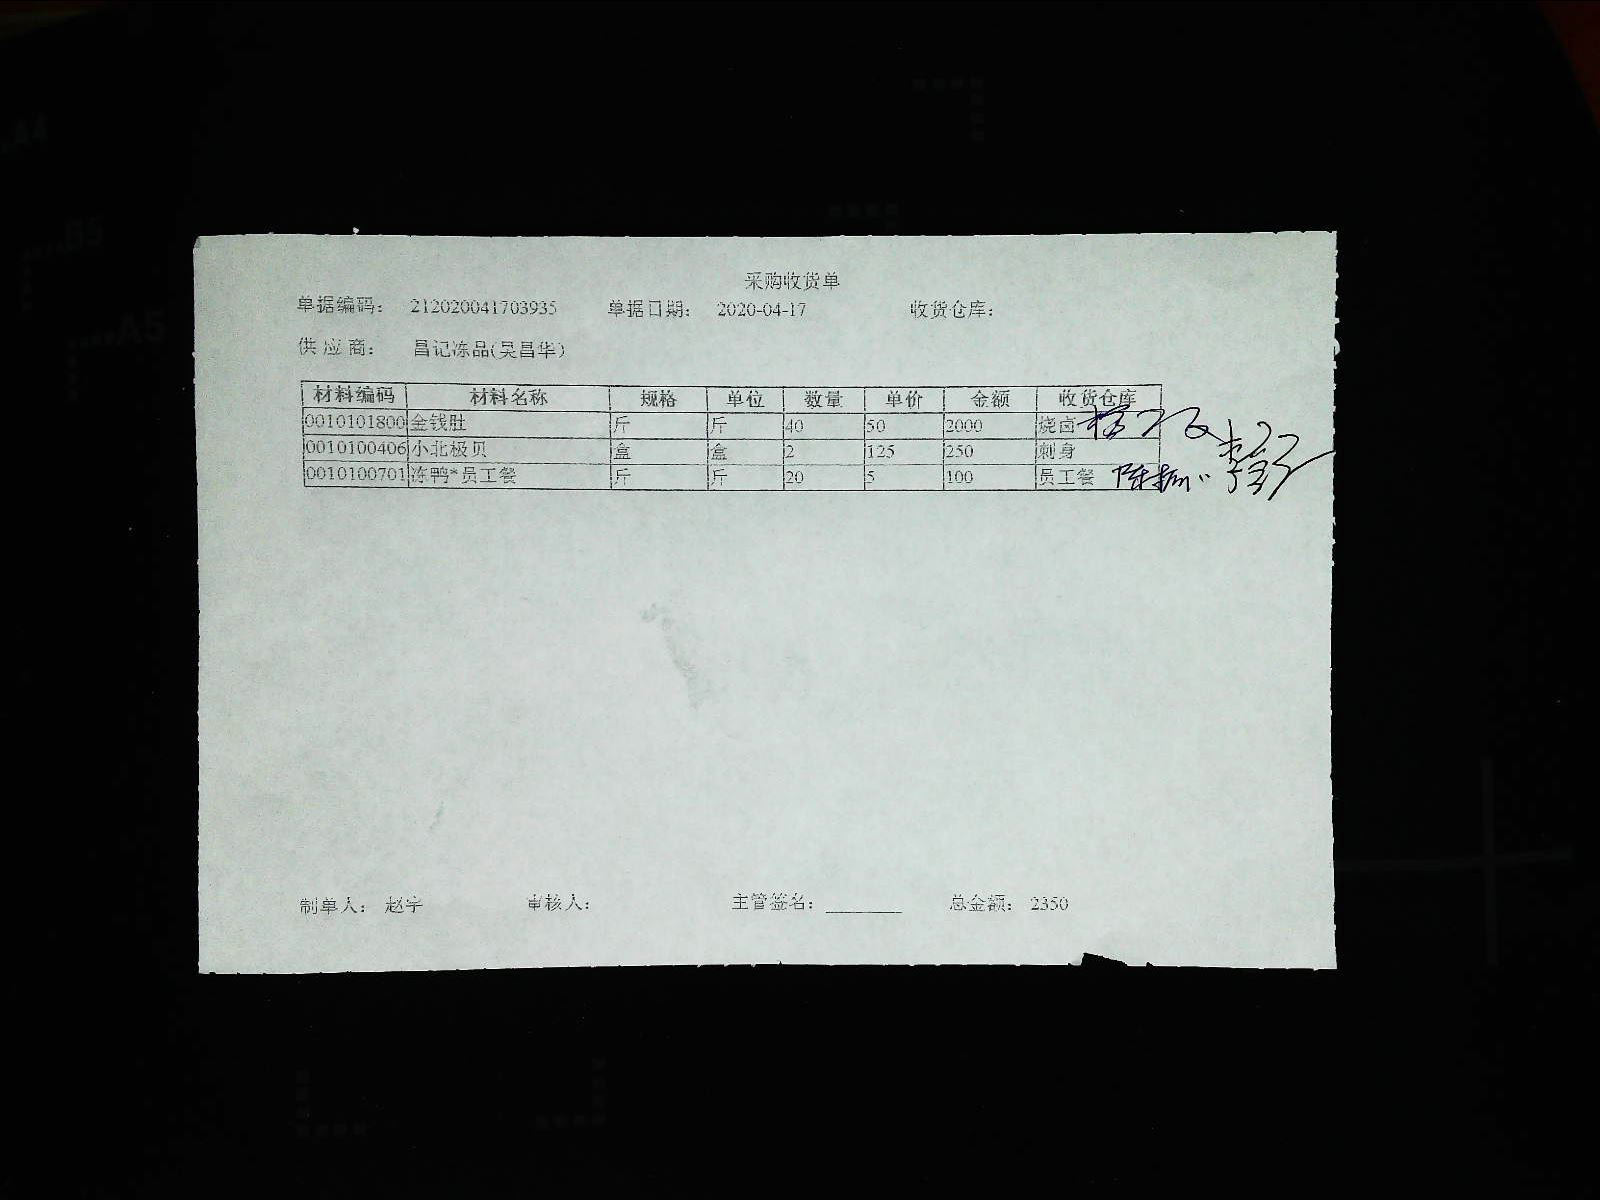 采购收货单
单据编码： 212020041703935 单据日期： 2020-04-17 收货仓库：
供 应 商： 昌记冻品(吴昌华)
材料编码 材料名称 规格 单位 数量 单价 金额 收货仓库
0010101800 金钱肚 斤 斤 40 50 2000 烧卤
0010100406 小北极贝 盒 盒 2 125 250 刺身
0010100701 冻鸭*员工餐 斤 斤 20 5 100 员工餐
制单人： 赵宇 审核人： 主管签名： 总金额： 2350
A4
B5
A5